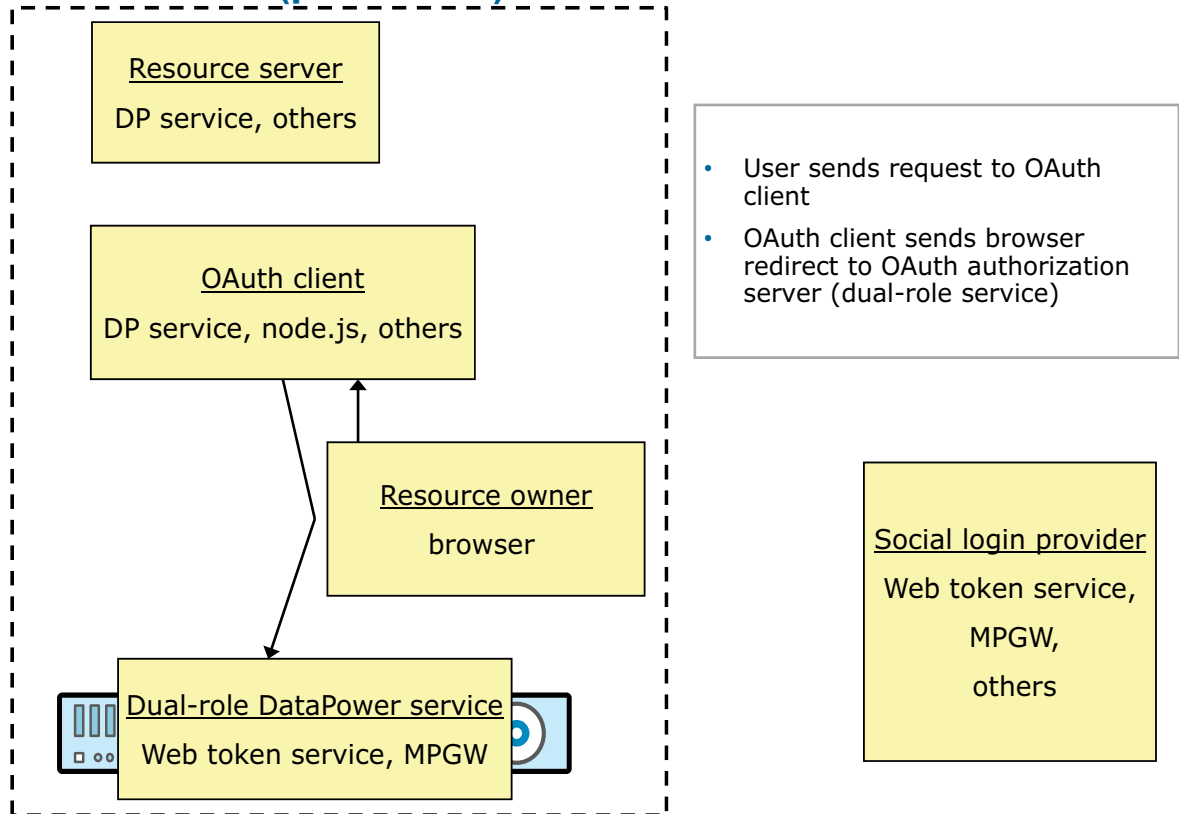 Resource server
DP service, others
OAuth client
DP service, node.js, others
Resource owner
browser
Dual-role DataPower service
Web token service, MPGW
• User sends request to OAuth
client
• OAuth client sends browser
redirect to OAuth authorization
server (dual-role service)
Social login provider
Web token service,
MPGW,
others